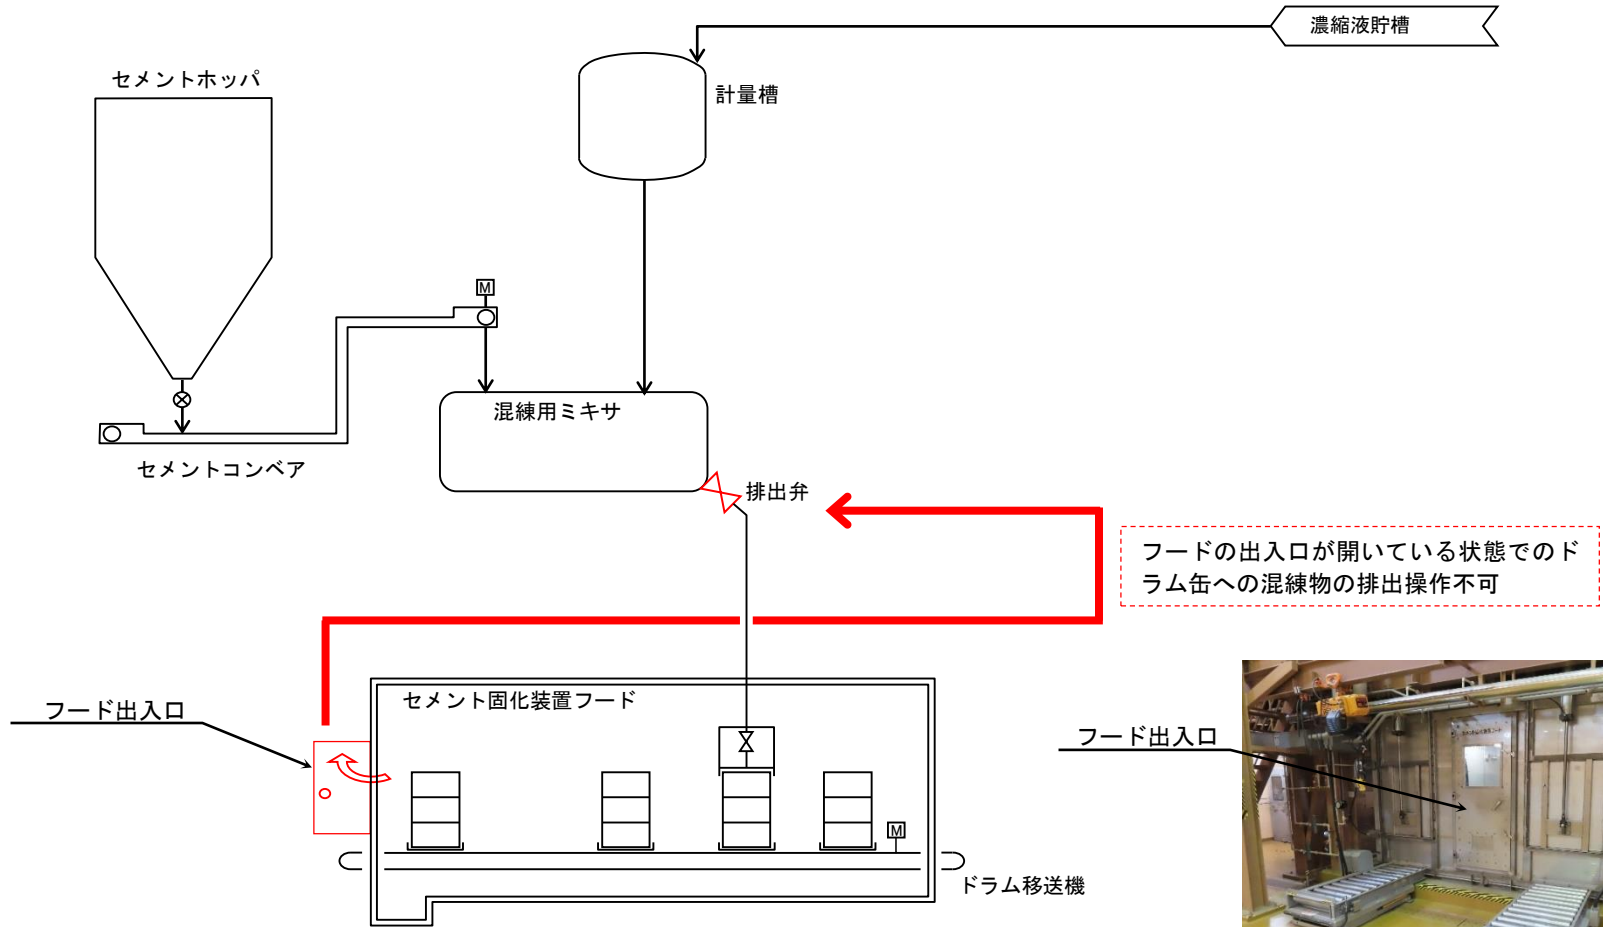 濃縮液貯槽
セメントホッパ
計量槽
M
混練用ミキサ
セメントコンベア
排出弁
フードの出入口が開いている状態でのド
ラム缶への混練物の排出操作不可
セメント固化装置フード
フード出入口
フード出入口
M
ドラム移送機